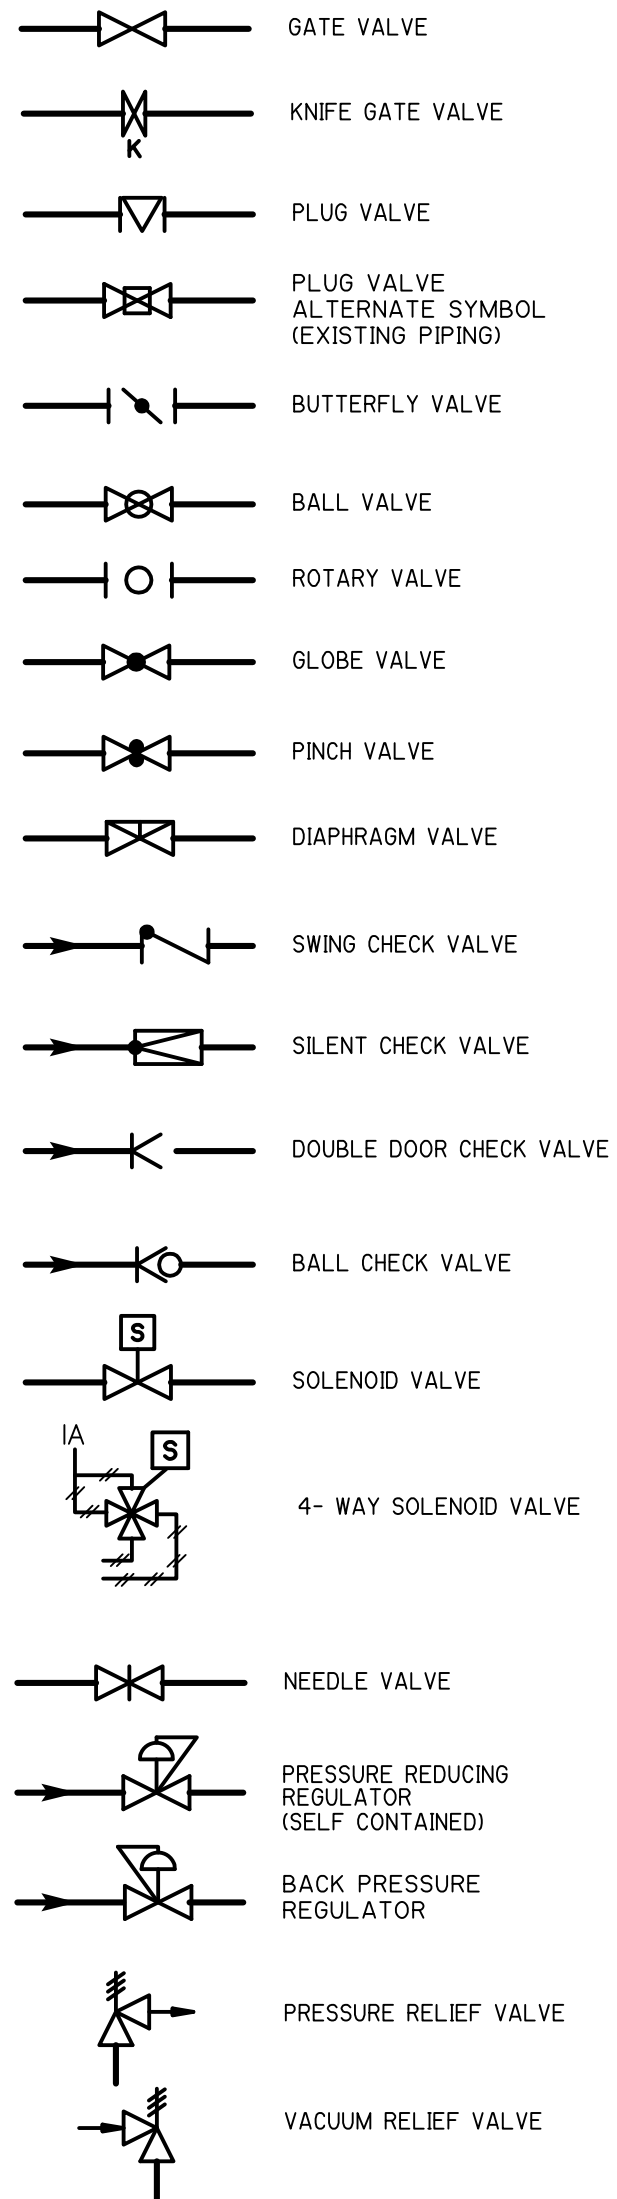 GATE VALVE
KNIFE GATE VALVE
K
PLUG VALVE
PLUG VALVE
ALTERNATE SYMBOL
(EXISTING PIPING)
BUTTERFLY VALVE
BALL VALVE
ROTARY VALVE
GLOBE VALVE
PINCH VALVE
DIAPHRAGM VALVE
SWING CHECK VALVE
SILENT CHECK VALVE
DOUBLE DOOR CHECK VALVE
BALL CHECK VALVE
S
SOLENOID VALVE
IA
S
4- WAY SOLENOID VALVE
NEEDLE VALVE
PRESSURE REDUCING
REGULATOR
(SELF CONTAINED)
BACK PRESSURE
REGULATOR
PRESSURE RELIEF VALVE
VACUUM RELIEF VALVE